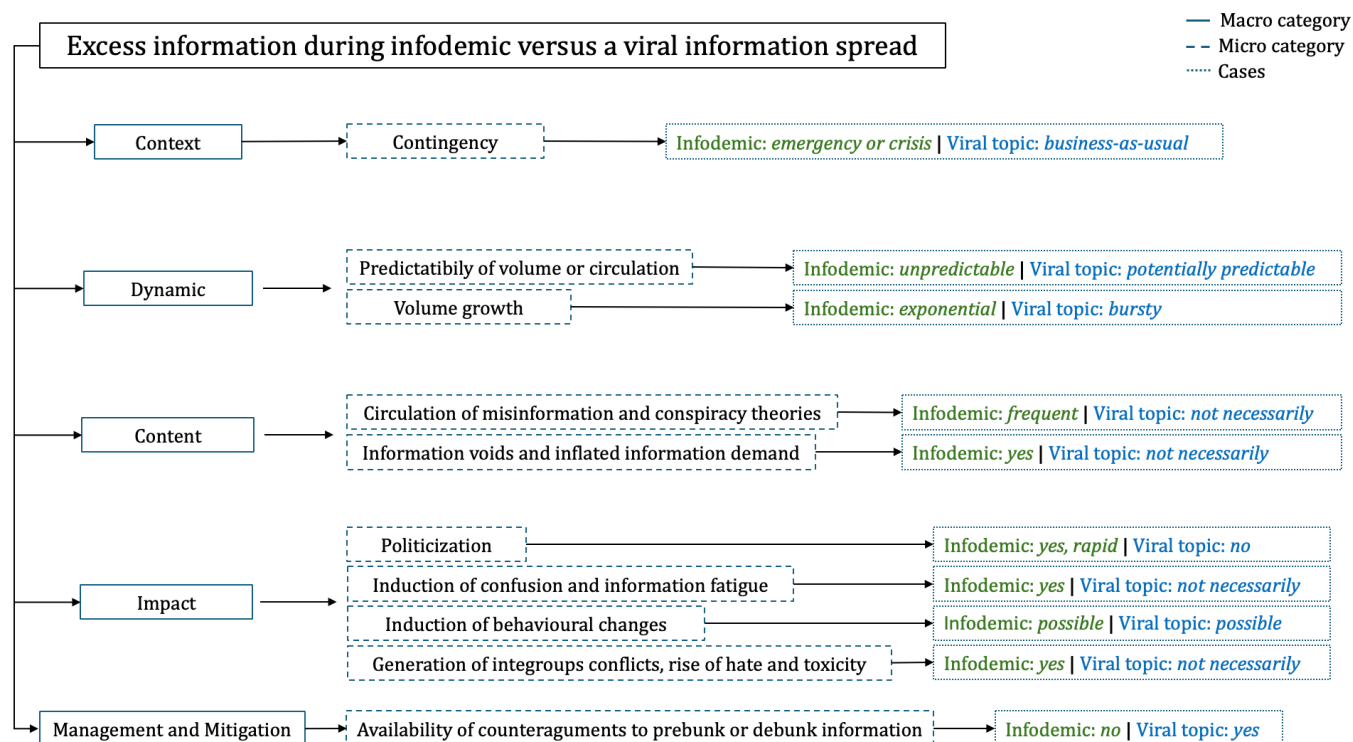 Macro category
Excess information during infodemic versus a viral information spread
Micro category
Cases
Context
Contingency
Infodemic: emergency or crisis | Viral topic: business-as-usual
Predictatibily of volume or circulation
Infodemic: unpredictable | Viral topic: potentially predictable
Dynamic
Volume growth
Infodemic: exponential | Viral topic: bursty
Circulation of misinformation and conspiracy theories
Infodemic: frequent | Viral topic: not necessarily
Content
Information voids and inflated information demand
Infodemic: yes | Viral topic: not necessarily
Politicization
Infodemic: yes, rapid | Viral topic: no
Induction of confusion and information fatigue
Infodemic: yes | Viral topic: not necessarily
Impact
Induction of behavioural changes
Infodemic: possible | Viral topic: possible
Generation of integroups conflicts, rise of hate and toxicity
Infodemic: yes | Viral topic: not necessarily
Management and Mitigation
Availability of counteraguments to prebunk or debunk information
Infodemic: no | Viral topic: yes